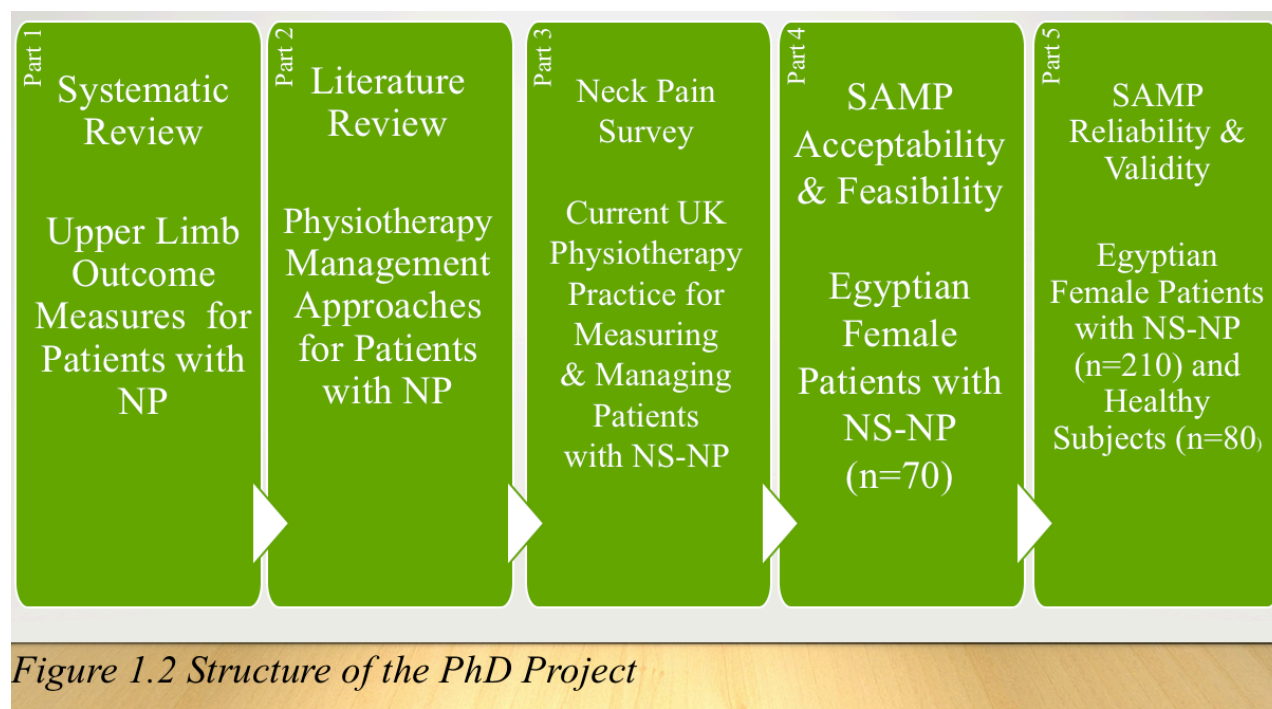 Part 1
Systematic
Review
Upper Limb
Outcome
Measures for
Patients with
NP
Part 2
Literature
Review
Physiotherapy
Management
Approaches
for Patients
with NP
Part 3
Neck Pain
Survey
Current UK
Physiotherapy
Practice for
Measuring
& Managing
Patients
with NS-NP
Part 4
SAMP
Acceptability
& Feasibility
Egyptian
Female
Patients with
NS-NP
(n=70)
Part 5
SAMP
Reliability &
Validity
Egyptian
Female Patients
with NS-NP
(n=210) and
Healthy
Subjects (n=80)
Figure 1.2 Structure of the PhD Project